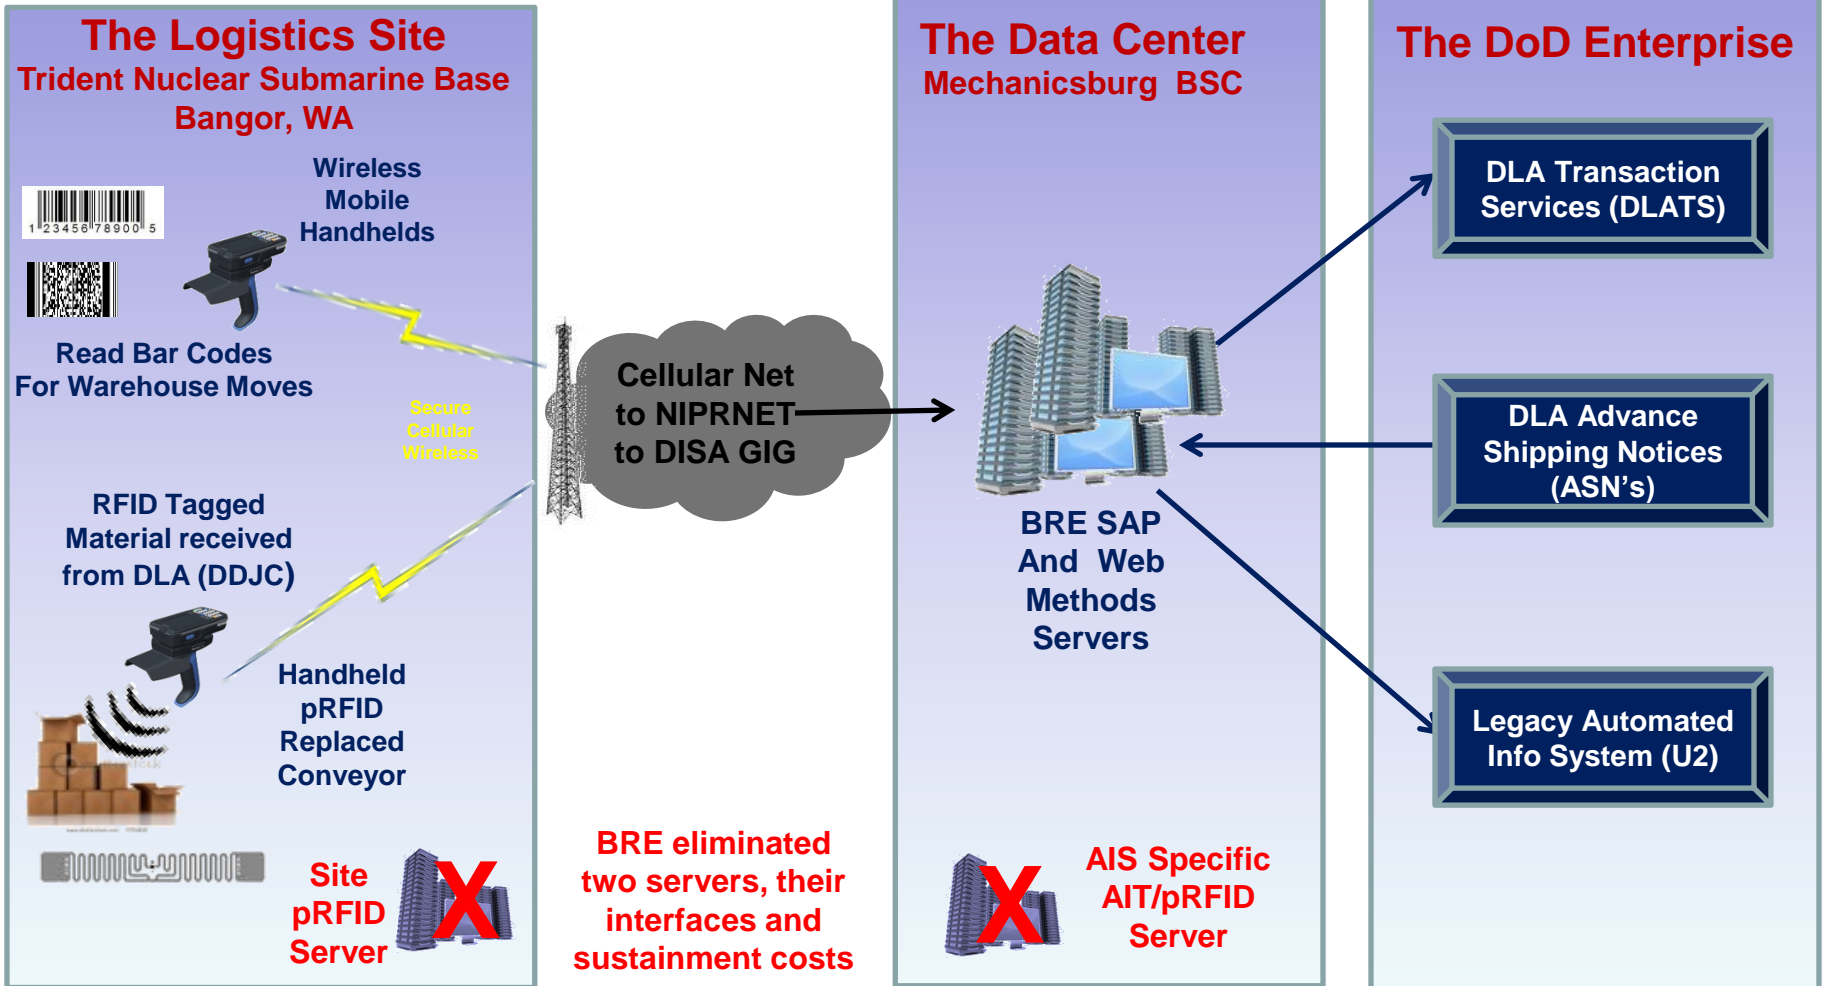 The Logistics Site
Trident Nuclear Submarine Base
Bangor, WA
Wireless
Mobile
Handhelds
1 23456 78900 5
Read Bar Codes
For Warehouse Moves
Secure
Cellular
Wireless
RFID Tagged
Material received
from DLA (DDJC)
Handheld
pRFID
Replaced
Conveyor
Site
pRFID
Server
X
Cellular Net
to NIPRNET
to DISA GIG
BRE eliminated
two servers, their
interfaces and
sustainment costs
The Data Center
Mechanicsburg BSC
BRE SAP
And Web
Methods
Servers
X
AIS Specific
AIT/pRFID
Server
The DoD Enterprise
DLA Transaction
Services (DLATS)
DLA Advance
Shipping Notices
(ASN's)
Legacy Automated
Info System (U2)